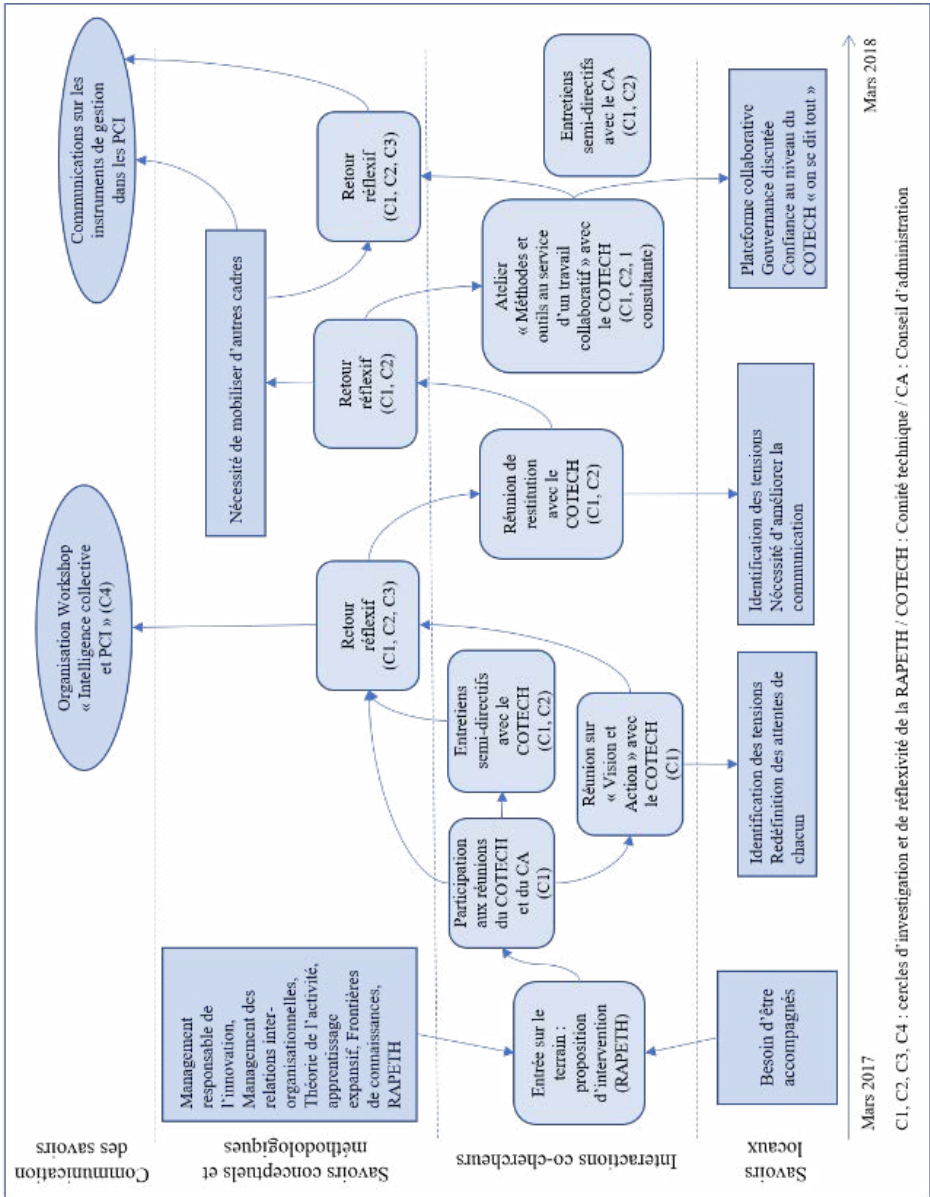 Communication
des savoirs
Organisation Workshop
« Intelligence collective
et PCI » (C4)
Communications sur les
instruments de gestion
dans les PCI
Savoirs conceptuels et
méthodologiques
Management
responsable de
l'innovation,
Management des
relations inter-
organisationnelles,
Théorie de l'activité,
apprentissage
expansif, Frontières
de connaissances,
RAPETH
Retour
réflexif
(C1, C2, C3)
Nécessité de mobiliser d'autres cadres
Retour
réflexif
(C1, C2)
Retour
réflexif
(C1, C2, C3)
Interactions co-chercheurs
Entrée sur le
terrain :
proposition
d'intervention
(RAPETH)
Participation
aux réunions
du COTECH
et du CA
(C1)
Entretiens
semi-directifs
avec le
COTECH
(C1, C2)
Réunion sur
« Vision et
Action » avec
le COTECH
(C1)
Réunion de
restitution
avec le
COTECH
(C1, C2)
Atelier
« Méthodes et
outils au service
d'un travail
collaboratif » avec
le COTECH
(C1, C2, 1
consultante)
Entretiens
semi-directifs
avec le CA
(C1, C2)
Savoirs
locaux
Besoin d'être
accompagnés
Identification des tensions
Redéfinition des attentes de
chacun
Identification des tensions
Nécessité d'améliorer la
communication
Plateforme collaborative
Gouvernance discutée
Confiance au niveau du
COTECH « on se dit tout »
Mars 2017
Mars 2018
C1, C2, C3, C4 : cercles d'investigation et de réflexivité de la RAPETH / COTECH : Comité technique / CA : Conseil d'administration